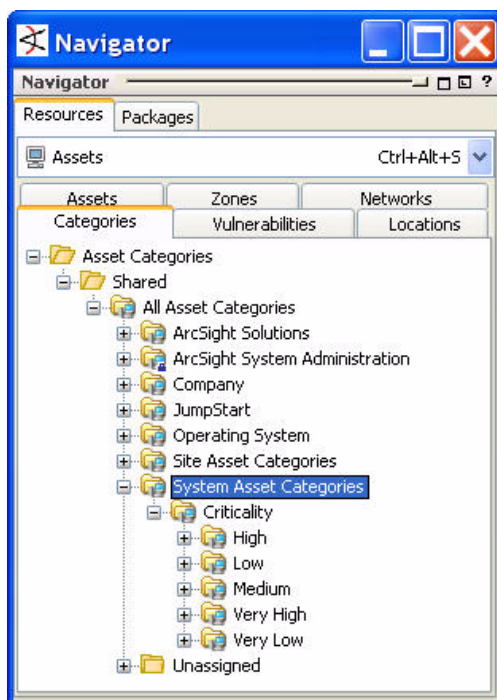 Navigator
Navigator ?
Resources Packages
Assets Ctrl+Alt+S
Assets Zones Networks
Categories Vulnerabilities Locations
Asset Categories
Shared
All Asset Categories
ArcSight Solutions
ArcSight System Administration
Company
JumpStart
Operating System
Site Asset Categories
System Asset Categories
Criticality
High
Low
Medium
Very High
Very Low
Unassigned